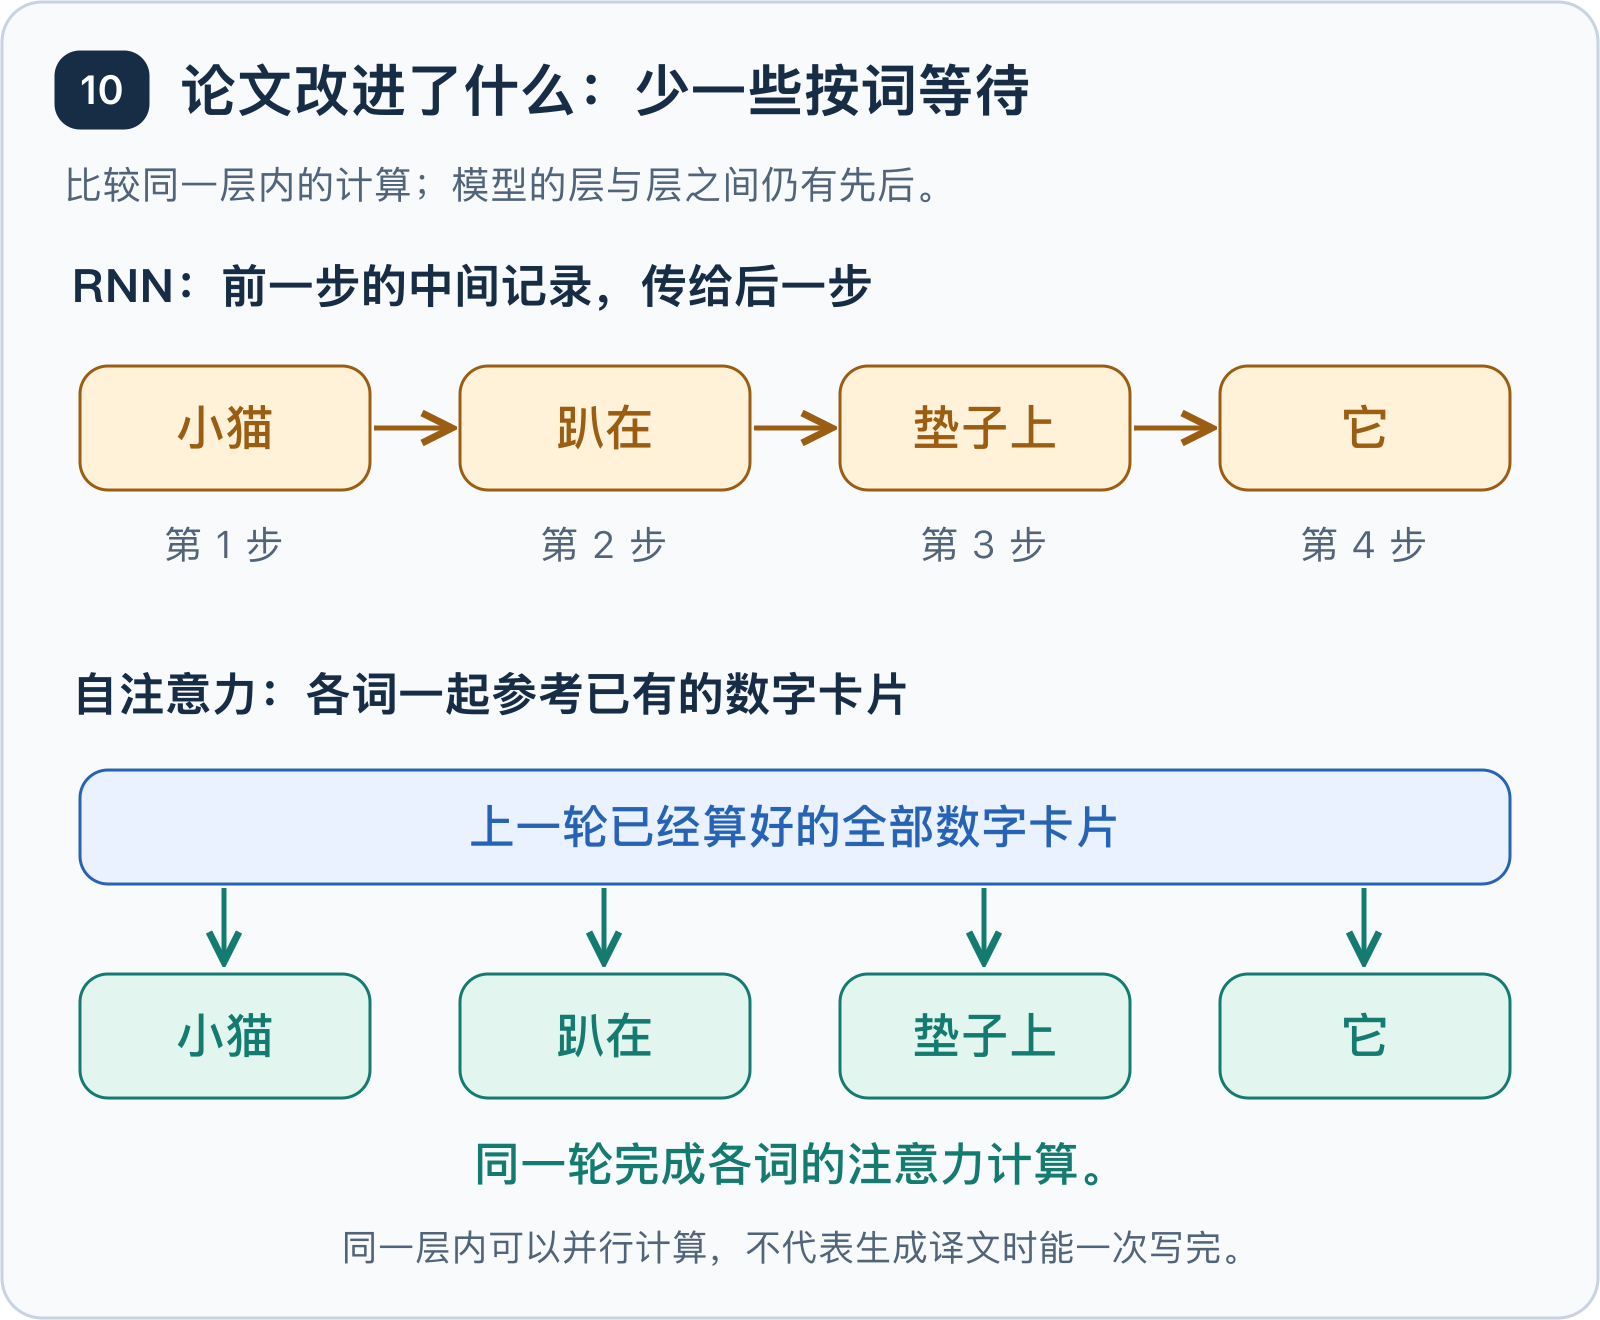 10 论文改进了什么：少一些按词等待
比较同一层内的计算；模型的层与层之间仍有先后。
RNN：前一步的中间记录，传给后一步
小猫 趴在 垫子上 它
第 1 步 第 2 步 第 3 步 第 4 步
自注意力：各词一起参考已有的数字卡片
上一轮已经算好的全部数字卡片
小猫 趴在 垫子上 它
同一轮完成各词的注意力计算。
同一层内可以并行计算，不代表生成译文时能一次写完。